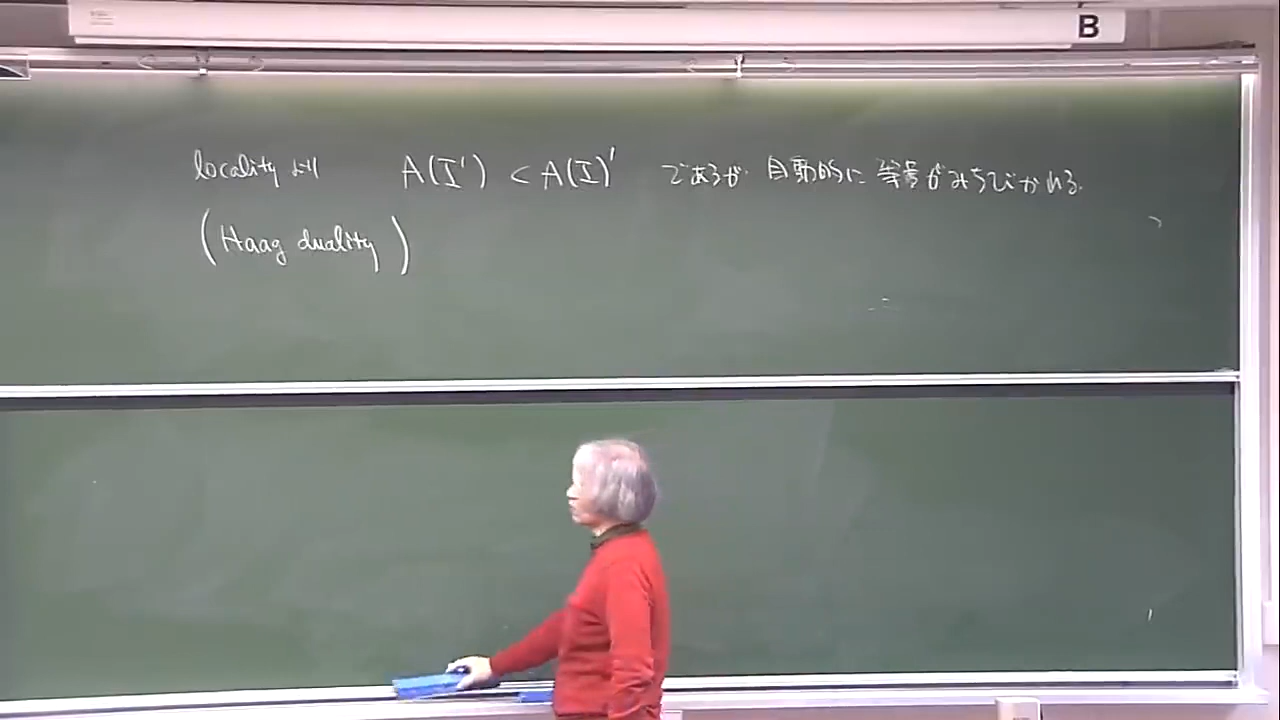 B
locality より A(I') ⊂ A(I)' であるが 自動的に 等号がみちびかれる.
(Haag duality)